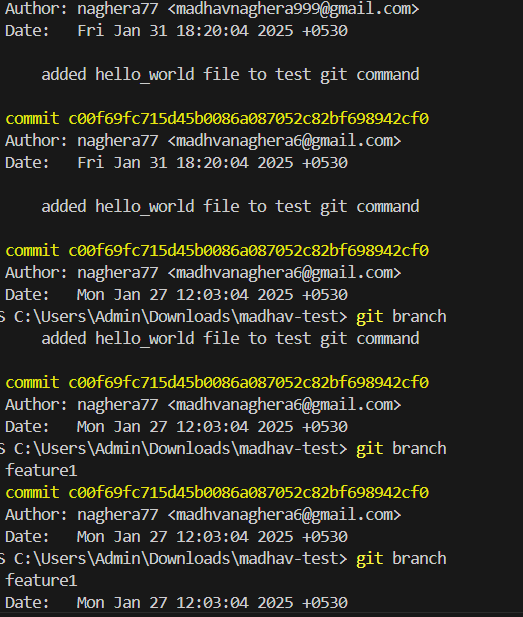 Author: naghera77 <madhavnaghera999@gmail.com>
Date: Fri Jan 31 18:20:04 2025 +0530
added hello_world file to test git command
commit c00f69fc715d45b0086a087052c82bf698942cf0
Author: naghera77 <madhvanaghera6@gmail.com>
Date: Fri Jan 31 18:20:04 2025 +0530
added hello_world file to test git command
commit c00f69fc715d45b0086a087052c82bf698942cf0
Author: naghera77 <madhvanaghera6@gmail.com>
Date: Mon Jan 27 12:03:04 2025 +0530
S C:\Users\Admin\Downloads\madhav-test> git branch
added hello_world file to test git command
commit c00f69fc715d45b0086a087052c82bf698942cf0
Author: naghera77 <madhvanaghera6@gmail.com>
Date: Mon Jan 27 12:03:04 2025 +0530
S C:\Users\Admin\Downloads\madhav-test> git branch
feature1
commit c00f69fc715d45b0086a087052c82bf698942cf0
Author: naghera77 <madhvanaghera6@gmail.com>
Date: Mon Jan 27 12:03:04 2025 +0530
S C:\Users\Admin\Downloads\madhav-test> git branch
feature1
Date: Mon Jan 27 12:03:04 2025 +0530